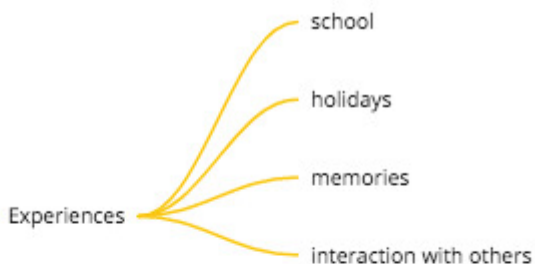 school
holidays
memories
Experiences
interaction with others